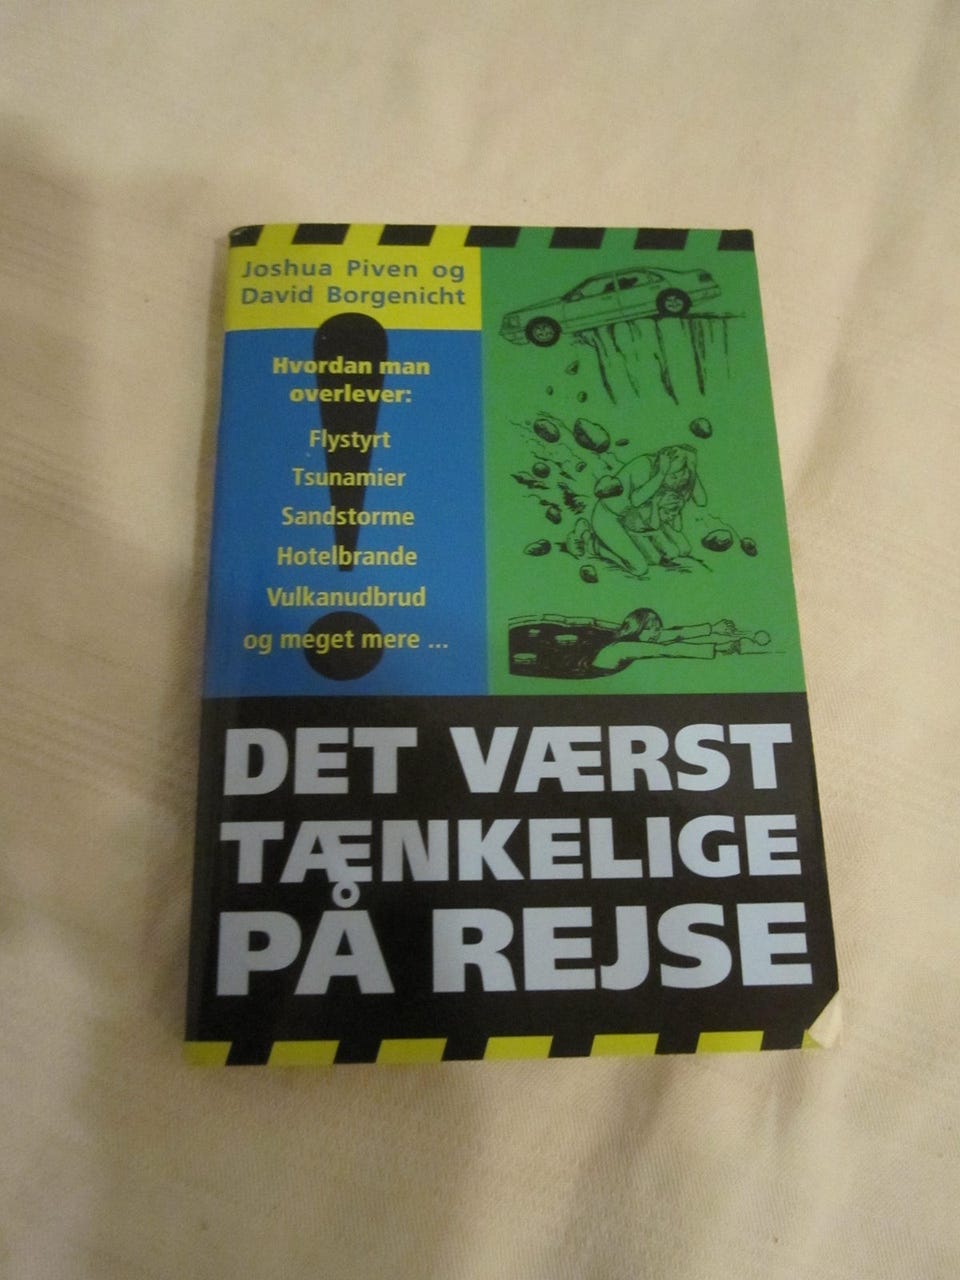 Joshua Piven og
David Borgenicht
Hvordan man
overlever:
Flystyrt
Tsunamier
Sandstorme
Hotelbrande
Vulkanudbrud
og meget mere ...
DET VÆRST
TÆNKELIGE
PÅ REJSE